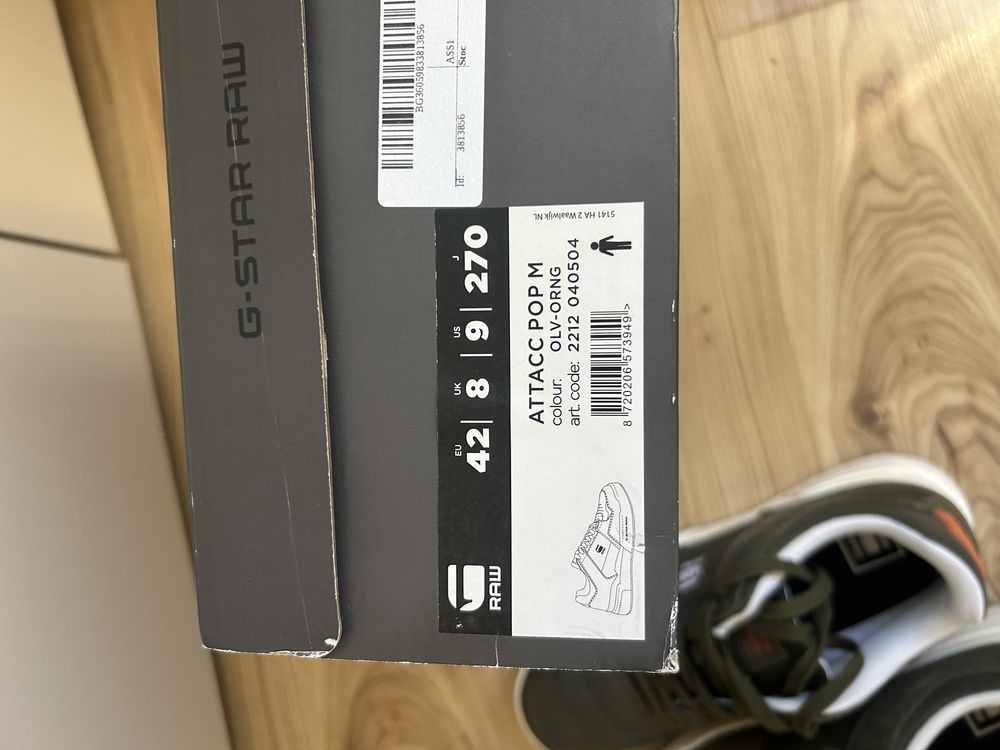 G-STAR RAW
BG36059833813856
ASS1
Id: 3813856 Stoc
RAW
EU UK US J
42 | 8 | 9 | 270
ATTACC POP M
colour: OLV-ORNG
art. code: 2212 040504
8 720206 573949 >
5141 HA 2 Waalwijk NL